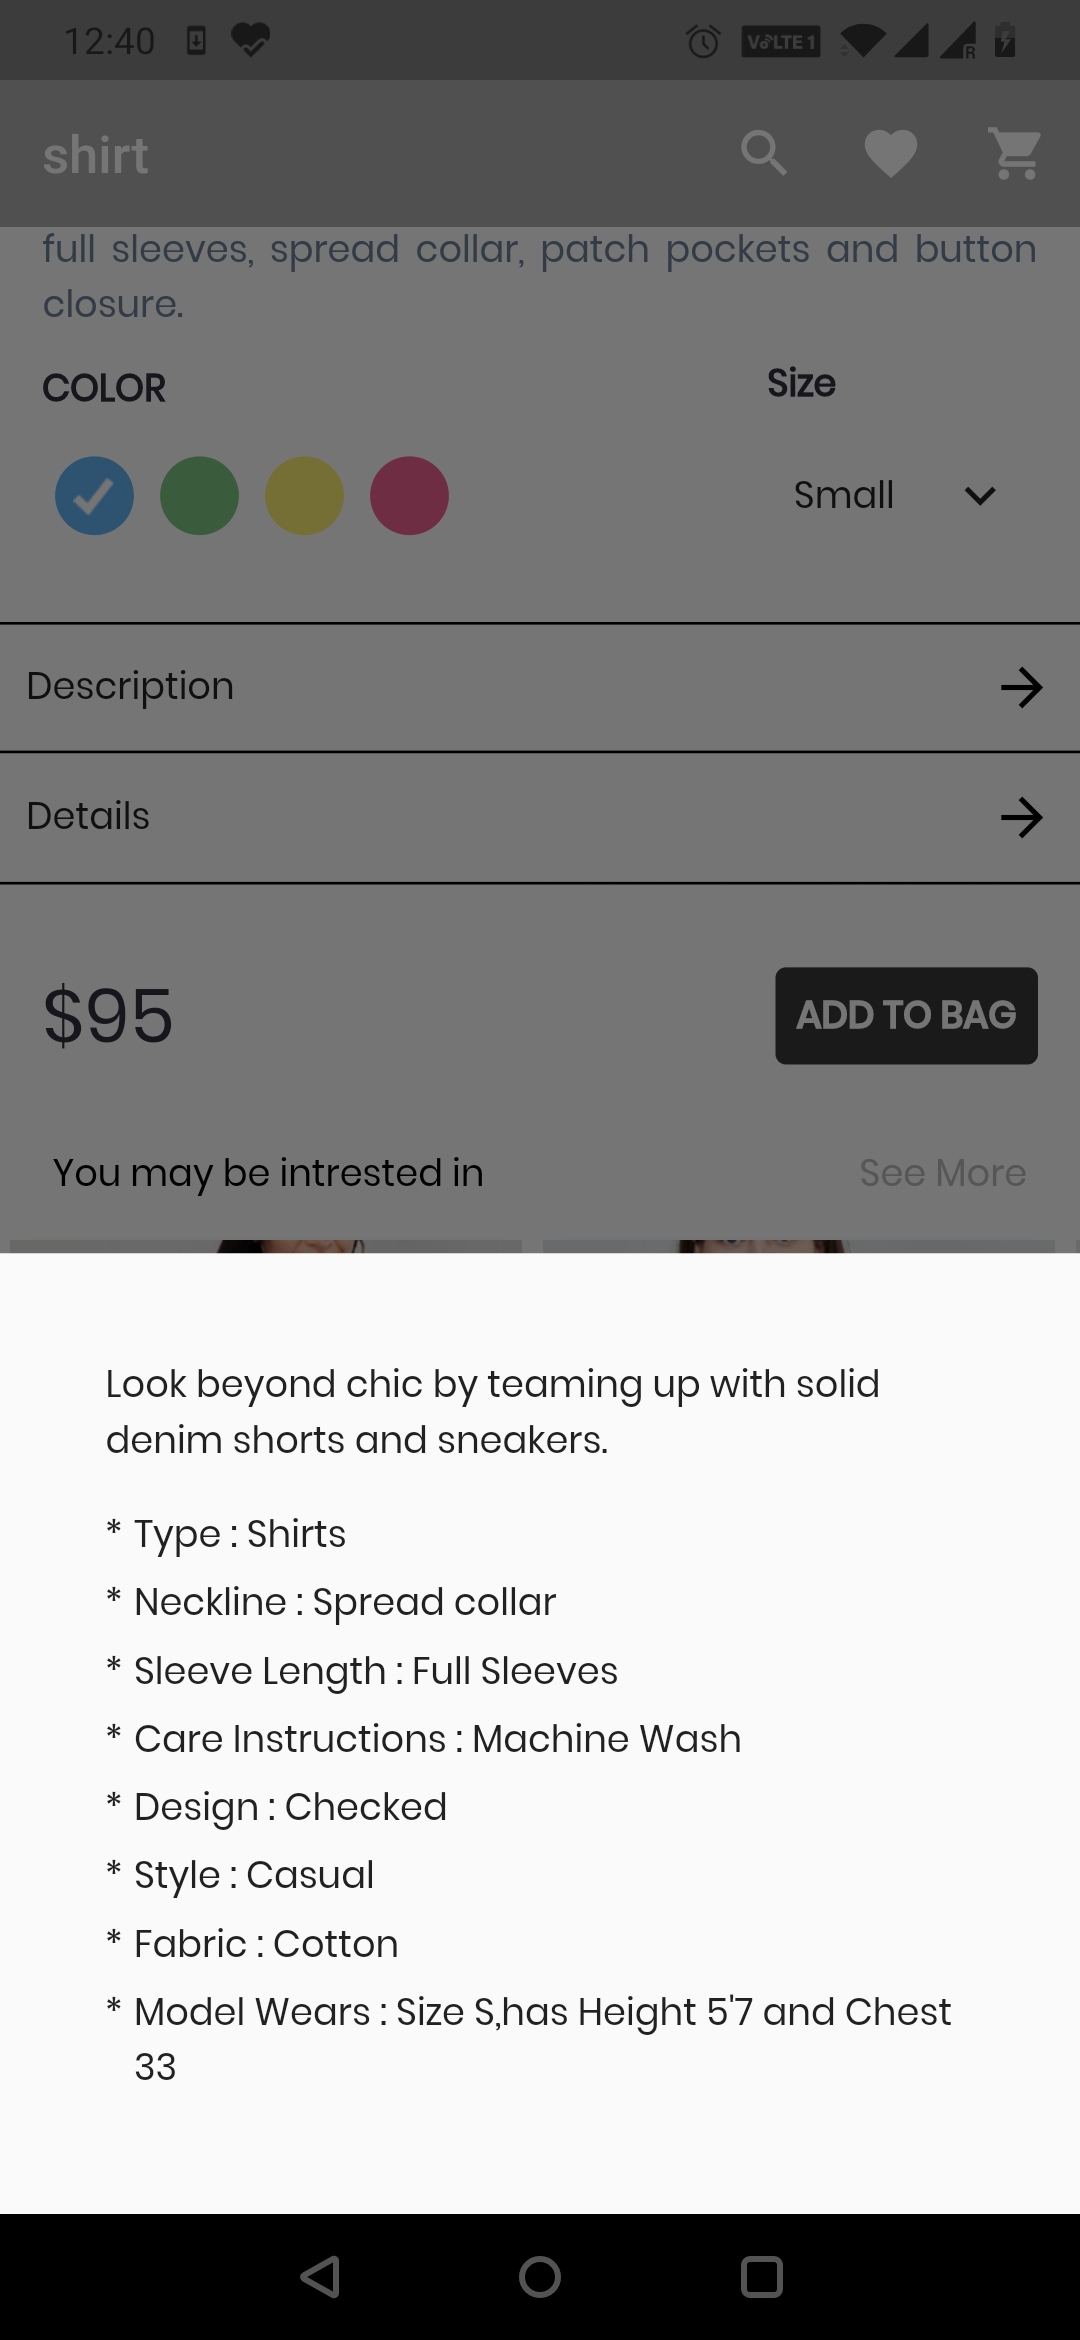 12:40 VoLTE 1 R
shirt
full sleeves, spread collar, patch pockets and button
closure.
COLOR Size
Small
Description
Details
$95 ADD TO BAG
You may be intrested in See More
Look beyond chic by teaming up with solid
denim shorts and sneakers.
* Type : Shirts
* Neckline : Spread collar
* Sleeve Length : Full Sleeves
* Care Instructions : Machine Wash
* Design : Checked
* Style : Casual
* Fabric : Cotton
* Model Wears : Size S,has Height 5'7 and Chest
33